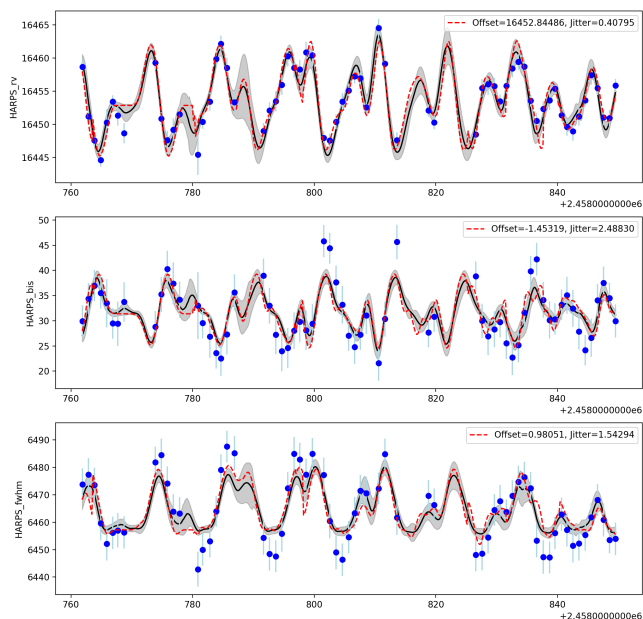 16465
16460
16455
16450
16445
HARPS_rv
Offset=16452.84486, Jitter=0.40795
760 780 800 820 840
+2.4580000000e6
50
45
40
35
30
25
20
HARPS_bis
Offset=-1.45319, Jitter=2.48830
760 780 800 820 840
+2.4580000000e6
6490
6480
6470
6460
6450
6440
HARPS_fwhm
Offset=0.98051, Jitter=1.54294
760 780 800 820 840
+2.4580000000e6